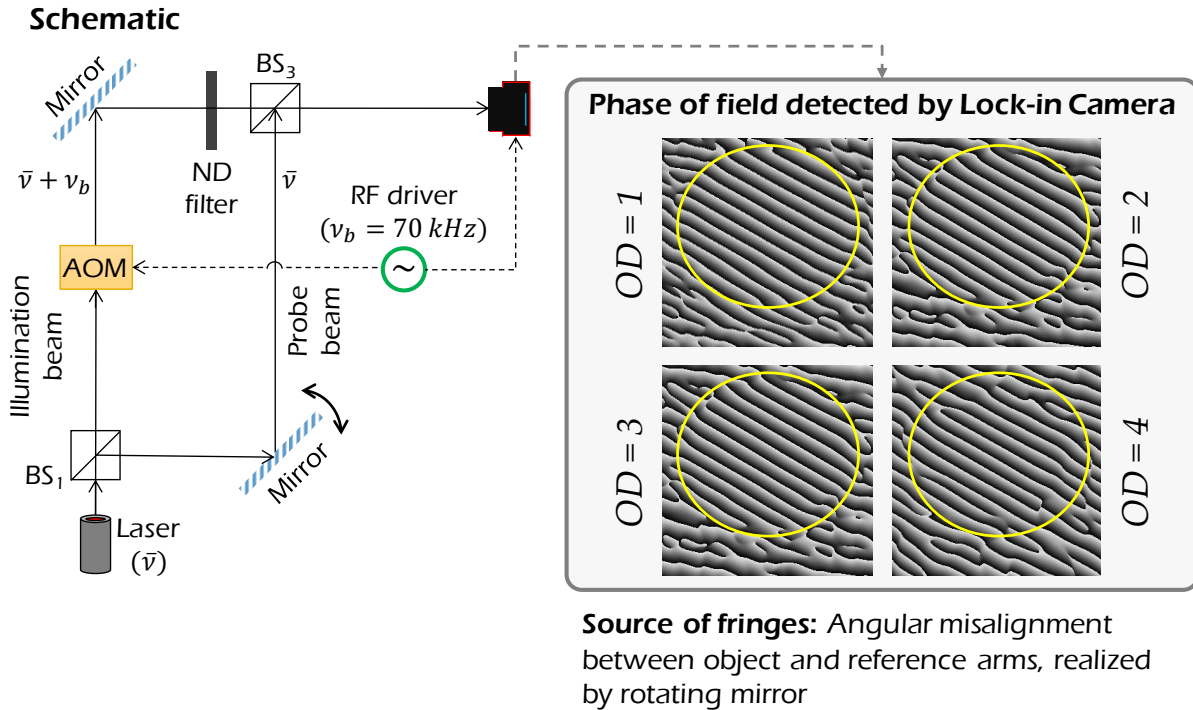 Schematic
Mirror
BS₃
ND
filter
ν̄ + ν_b
ν̄
RF driver
(ν_b = 70 kHz)
AOM
~
Illumination
beam
Probe
beam
BS₁
Mirror
Laser
(ν̄)
Phase of field detected by Lock-in Camera
OD = 1
OD = 2
OD = 3
OD = 4
Source of fringes: Angular misalignment
between object and reference arms, realized
by rotating mirror